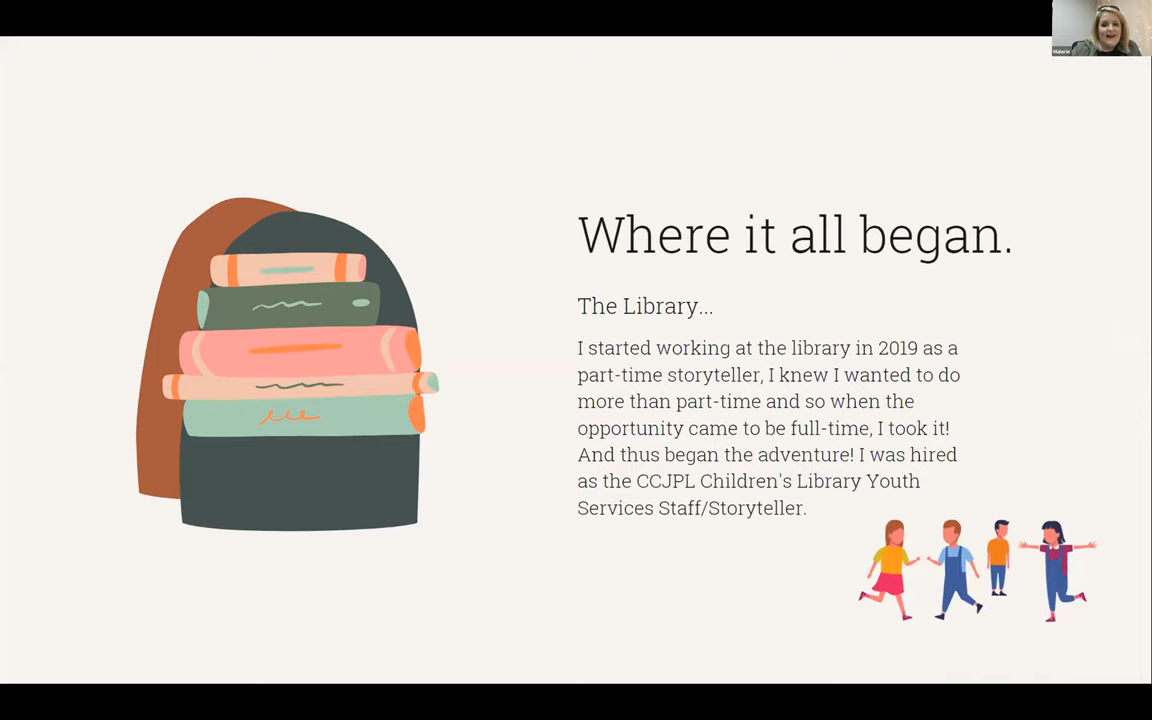 Malerie
Where it all began.
The Library...
I started working at the library in 2019 as a
part-time storyteller, I knew I wanted to do
more than part-time and so when the
opportunity came to be full-time, I took it!
And thus began the adventure! I was hired
as the CCJPL Children's Library Youth
Services Staff/Storyteller.